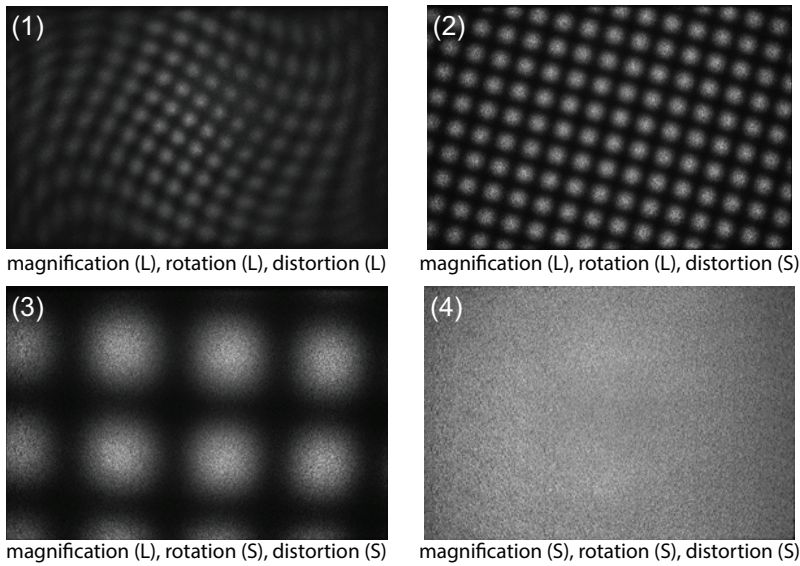 (1)
(2)
magnification (L), rotation (L), distortion (L)
magnification (L), rotation (L), distortion (S)
(3)
(4)
magnification (L), rotation (S), distortion (S)
magnification (S), rotation (S), distortion (S)